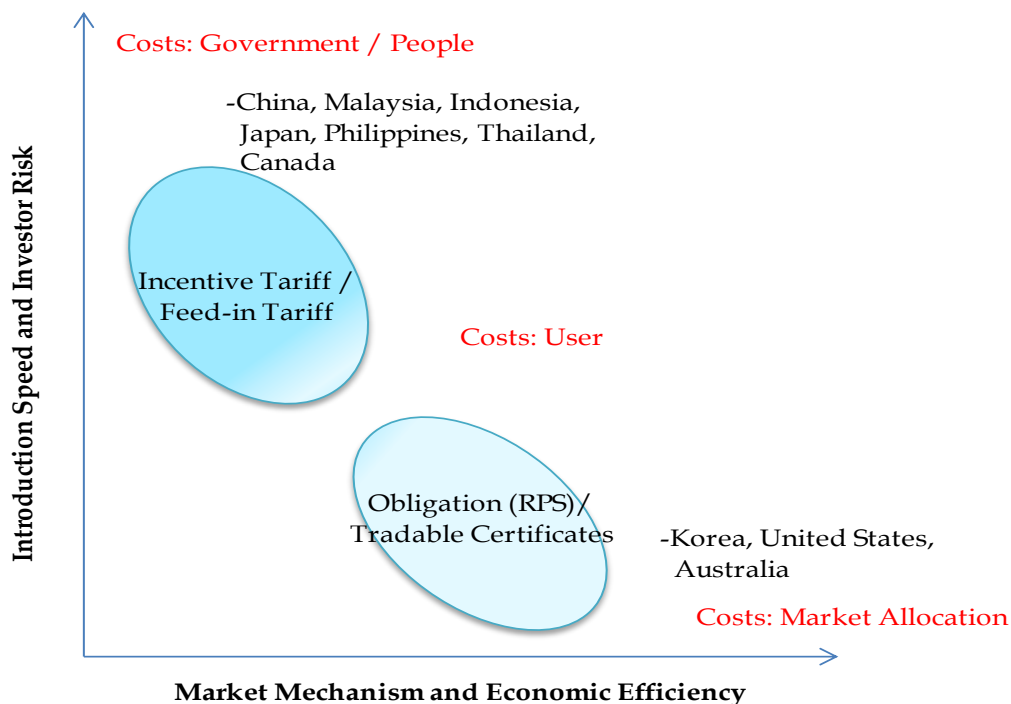 Costs: Government / People
-China, Malaysia, Indonesia,
Japan, Philippines, Thailand,
Canada
Introduction Speed and Investor Risk
Incentive Tariff /
Feed-in Tariff
Costs: User
Obligation (RPS)/
Tradable Certificates
-Korea, United States,
Australia
Costs: Market Allocation
Market Mechanism and Economic Efficiency